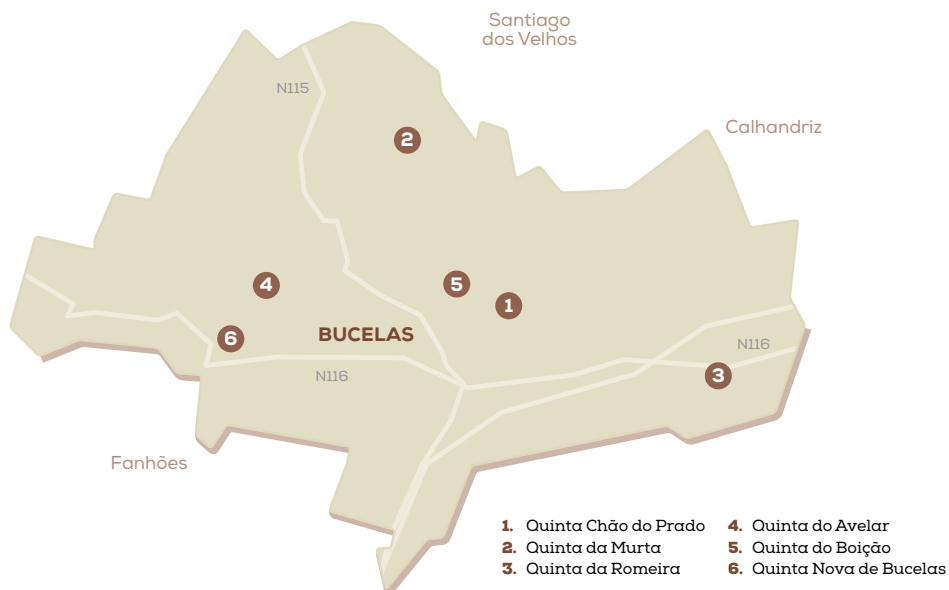 Santiago
dos Velhos
N115
Calhandriz
2
4
5
1
BUCELAS
6
N116
N116
3
Fanhões
1. Quinta Chão do Prado
2. Quinta da Murta
3. Quinta da Romeira
4. Quinta do Avelar
5. Quinta do Boição
6. Quinta Nova de Bucelas